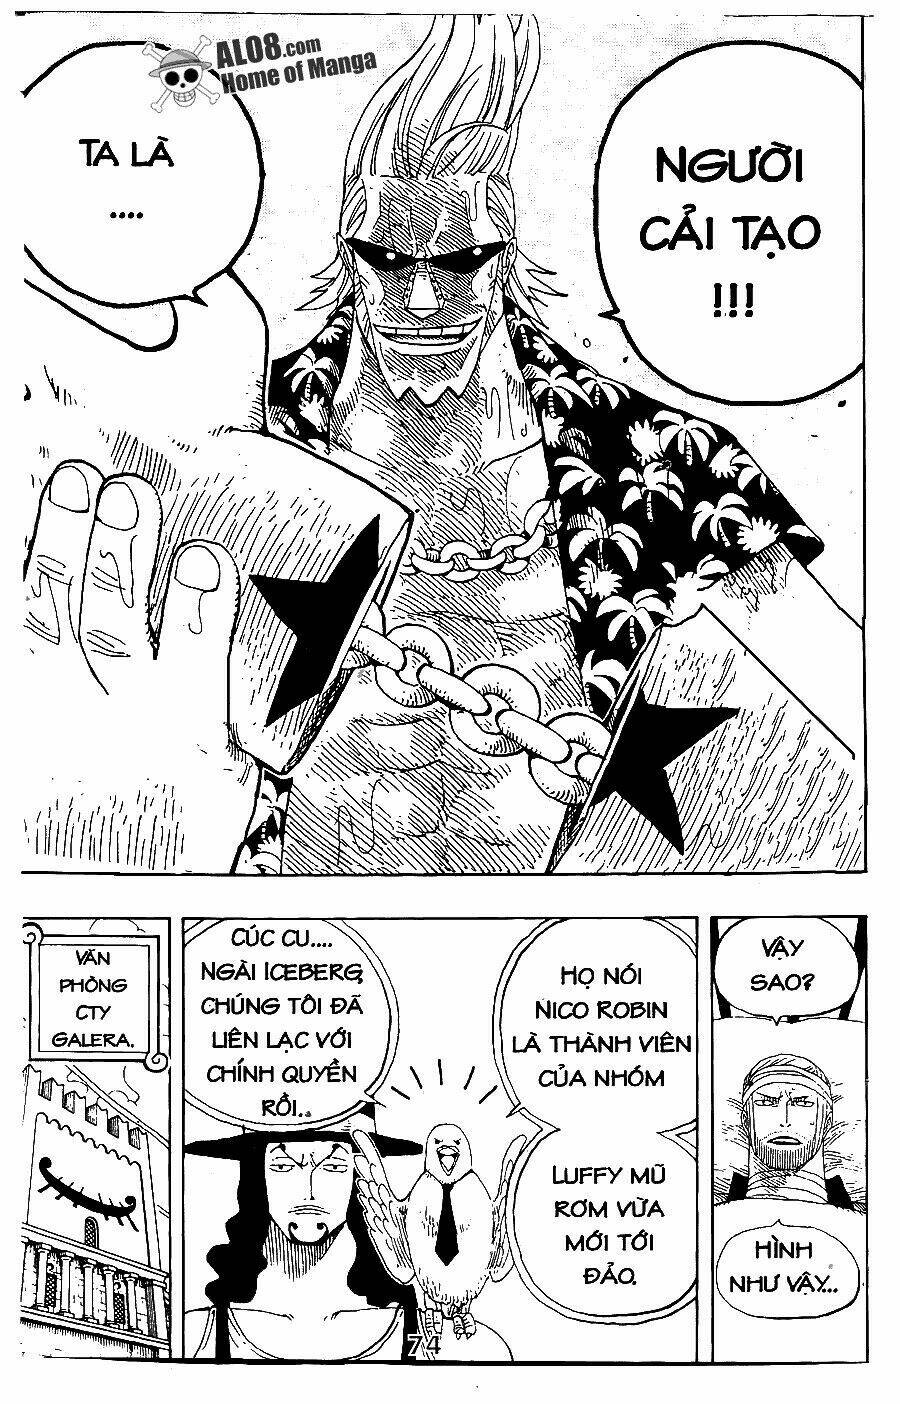 ALO8.com
Home of Manga
NGƯỜI
CẢI TẠO
!!!
TA LÀ
....
VẬY
SAO?
HÌNH
NHƯ VẬY...
HỌ NÓI
NICO ROBIN
LÀ THÀNH VIÊN
CỦA NHÓM
LUFFY MŨ
RƠM VỪA
MỚI TỚI
ĐẢO.
CÚC CU....
NGÀI ICEBERG,
CHÚNG TÔI ĐÃ
LIÊN LẠC VỚI
CHÍNH QUYỀN
RỒI..
VĂN
PHÒNG
CTY
GALERA.
74